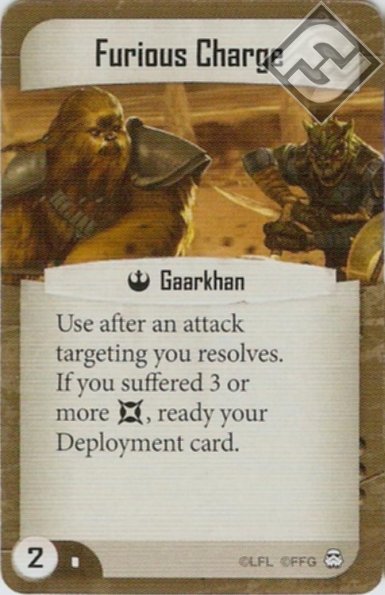 Furious Charge
Gaarkhan
Use after an attack
targeting you resolves.
If you suffered 3 or
more , ready your
Deployment card.
2
©LFL ©FFG